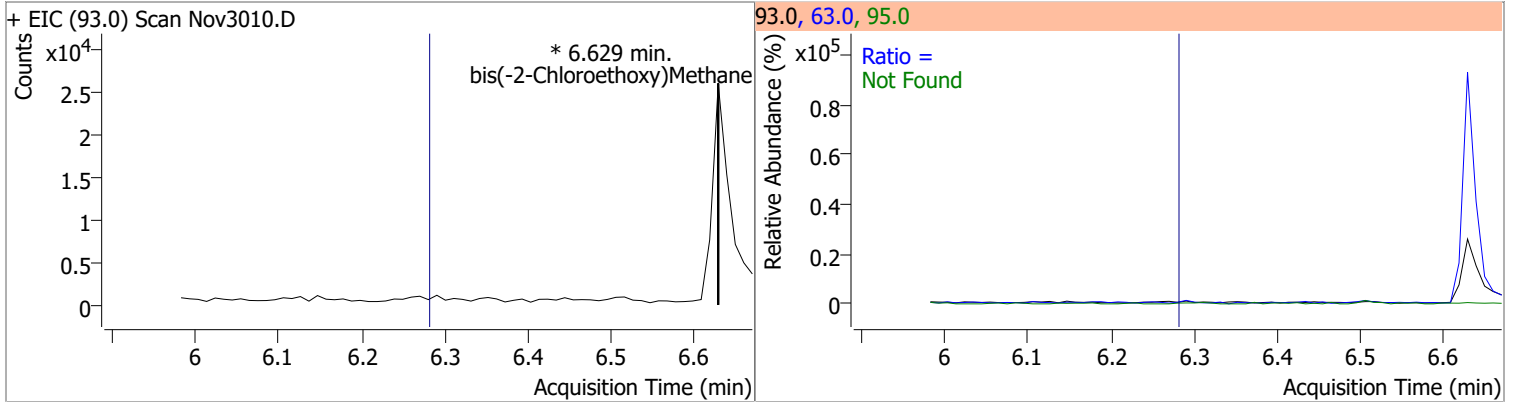 + EIC (93.0) Scan Nov3010.D
Counts
x10^4
* 6.629 min.
bis(-2-Chloroethoxy)Methane
2.5
2
1.5
1
0.5
0
6 6.1 6.2 6.3 6.4 6.5 6.6
Acquisition Time (min)
93.0, 63.0, 95.0
Relative Abundance (%)
x10^5
Ratio =
Not Found
0.8
0.6
0.4
0.2
0
6 6.1 6.2 6.3 6.4 6.5 6.6
Acquisition Time (min)